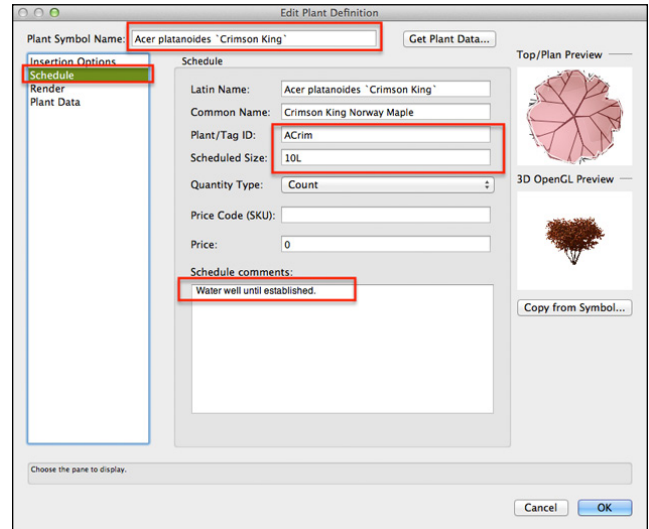 Edit Plant Definition
Plant Symbol Name: Acer platanoides `Crimson King`
Get Plant Data...
Insertion Options
Schedule
Render
Plant Data
Schedule
Latin Name: Acer platanoides `Crimson King`
Common Name: Crimson King Norway Maple
Plant/Tag ID: ACrim
Scheduled Size: 10L
Quantity Type: Count
Price Code (SKU):
Price: 0
Schedule comments:
Water well until established.
Top/Plan Preview
3D OpenGL Preview
Copy from Symbol...
Choose the pane to display.
Cancel OK